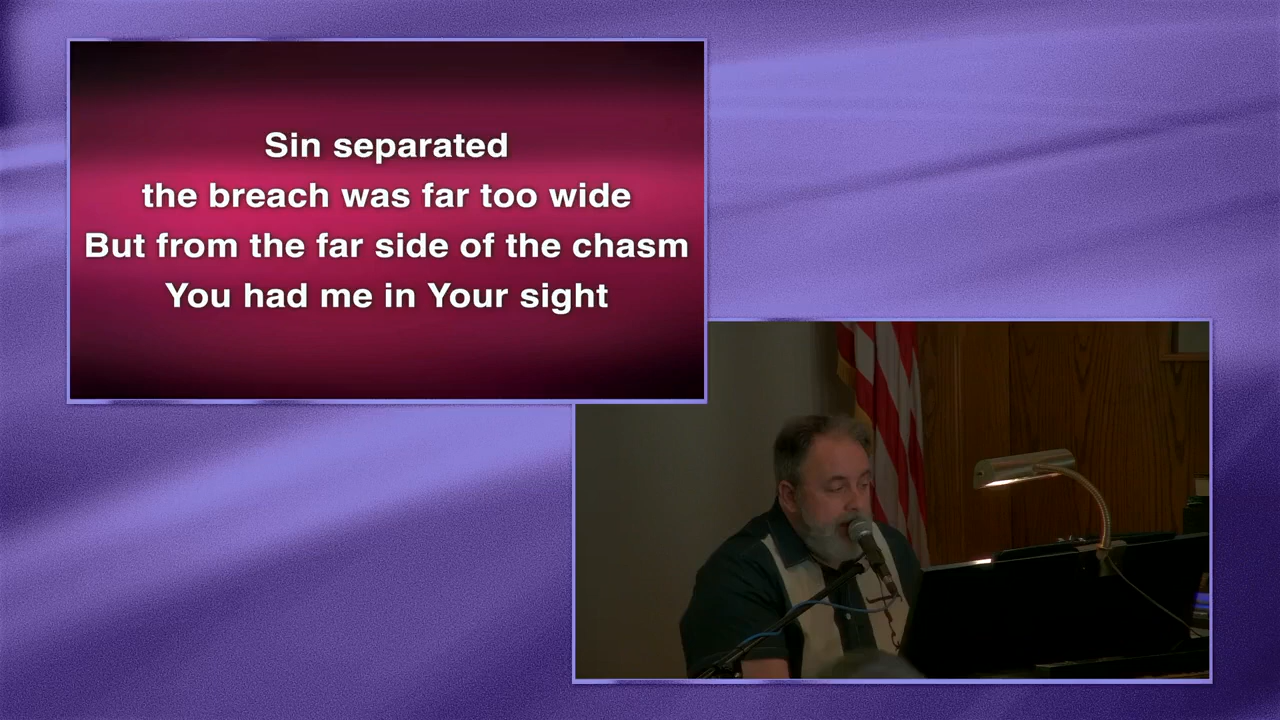 Sin separated
the breach was far too wide
But from the far side of the chasm
You had me in Your sight